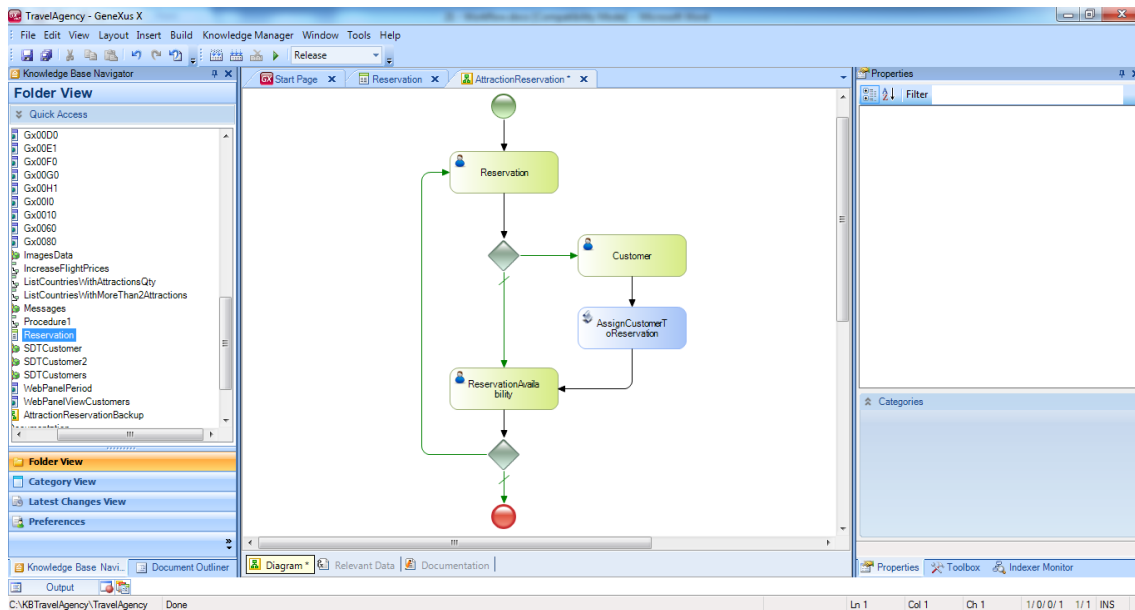 TravelAgency - GeneXus X
File Edit View Layout Insert Build Knowledge Manager Window Tools Help
Release
Knowledge Base Navigator
Start Page
Reservation
AttractionReservation *
Properties
Folder View
Filter
Quick Access
Gx00D0
Gx00E1
Gx00F0
Gx00G0
Gx00H1
Gx00I0
Gx0010
Gx0060
Gx0080
ImagesData
IncreaseFlightPrices
ListCountriesWithAttractionsQty
ListCountriesWithMoreThan2Attractions
Messages
Procedure1
Reservation
SDTCustomer
SDTCustomer2
SDTCustomers
WebPanelPeriod
WebPanelViewCustomers
AttractionReservationBackup
Folder View
Category View
Latest Changes View
Preferences
Knowledge Base Navi...
Document Outliner
Reservation
Customer
AssignCustomerT
oReservation
ReservationAvaila
bility
Diagram *
Relevant Data
Documentation
Categories
Properties
Toolbox
Indexer Monitor
Output
C:\KBTravelAgency\TravelAgency Done
Ln 1 Col 1 Ch 1 1/0/0/1 1/1 INS